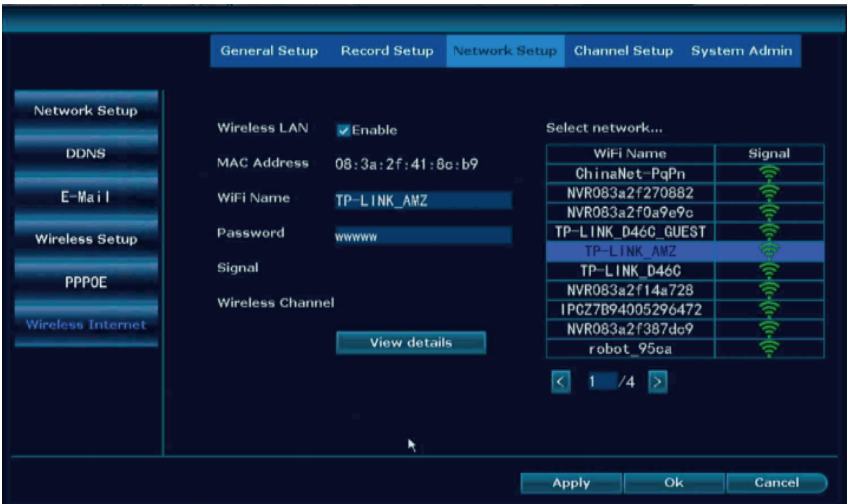 General Setup Record Setup Network Setup Channel Setup System Admin
Network Setup
DDNS
E-Mail
Wireless Setup
PPPOE
Wireless Internet
Wireless LAN Enable
MAC Address 08:3a:2f:41:8c:b9
WiFi Name TP-LINK_AMZ
Password wwwww
Signal
Wireless Channel
View details
Select network...
WiFi Name Signal
ChinaNet-PqPn
NVR083a2f270882
NVR083a2f0a9e9c
TP-LINK_D46C_GUEST
TP-LINK_AMZ
TP-LINK_D46C
NVR083a2f14a728
IPCZ7B94005296472
NVR083a2f387dc9
robot_95ca
< 1 /4 >
Apply Ok Cancel